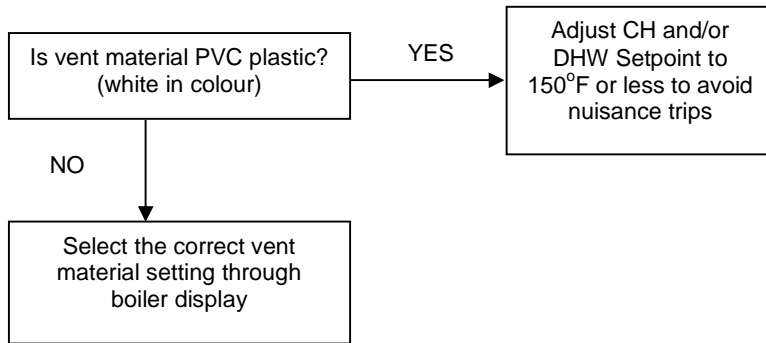 Is vent material PVC plastic?
(white in colour)
YES
Adjust CH and/or
DHW Setpoint to
150°F or less to avoid
nuisance trips
NO
Select the correct vent
material setting through
boiler display